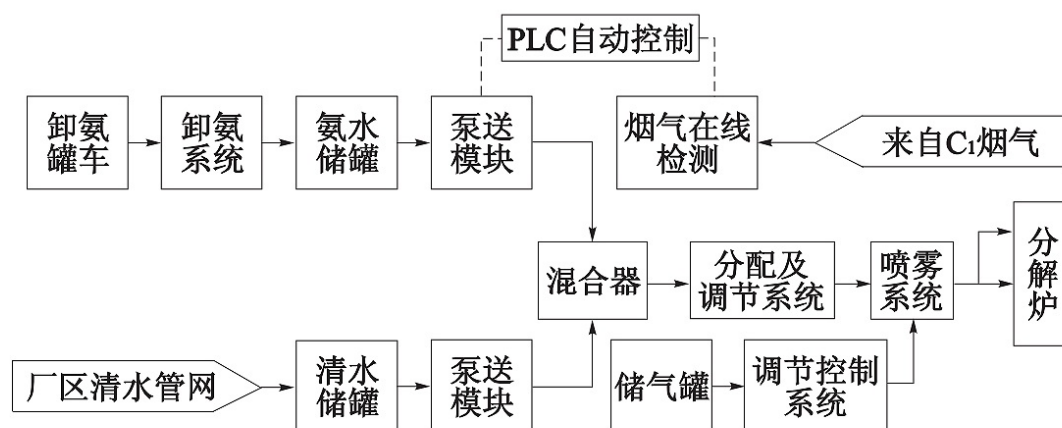 PLC自动控制
卸氨
罐车
卸氨
系统
氨水
储罐
泵送
模块
烟气在线
检测
来自C₁烟气
混合器
分配及
调节系统
喷雾
系统
分
解
炉
厂区清水管网
清水
储罐
泵送
模块
储气罐
调节控制
系统